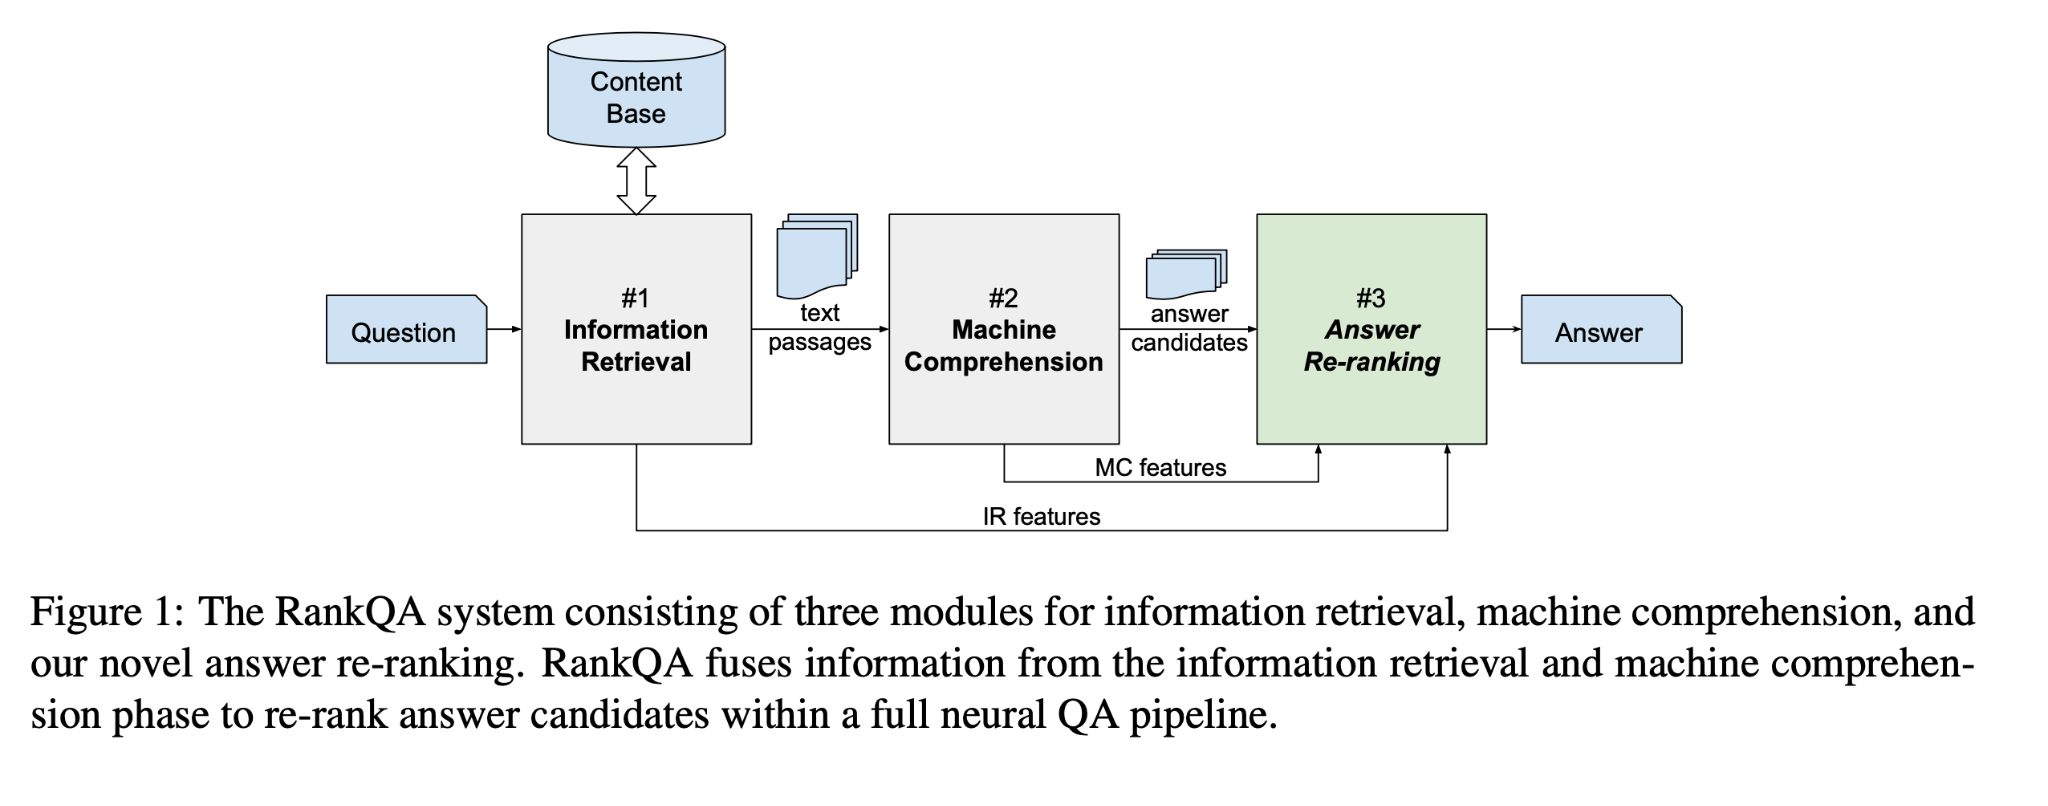 Content
Base
Question
#1
Information
Retrieval
text
passages
#2
Machine
Comprehension
answer
candidates
#3
Answer
Re-ranking
Answer
MC features
IR features
Figure 1: The RankQA system consisting of three modules for information retrieval, machine comprehension, and
our novel answer re-ranking. RankQA fuses information from the information retrieval and machine comprehen-
sion phase to re-rank answer candidates within a full neural QA pipeline.